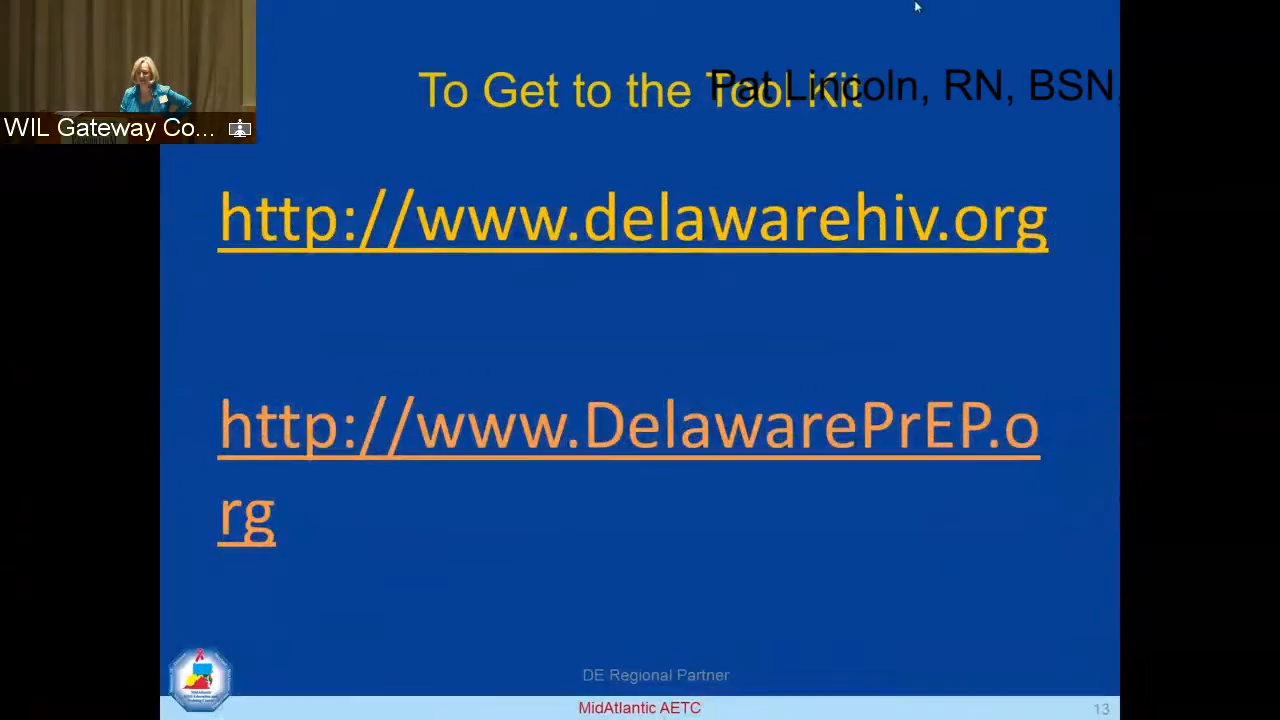 To Get to the Tool Kit
Pat Lincoln, RN, BSN,
WIL Gateway Co...
http://www.delawarehiv.org
http://www.DelawarePrEP.o
rg
DE Regional Partner
MidAtlantic AETC
13